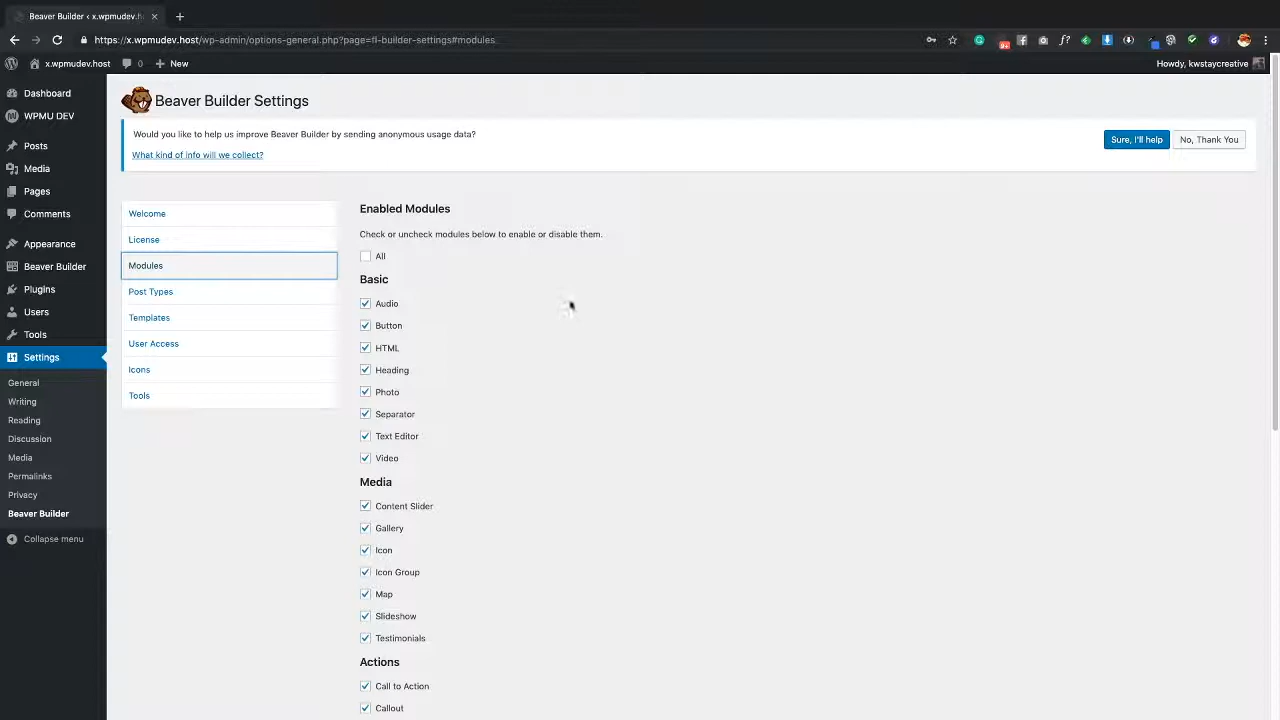 Beaver Builder ‹ x.wpmudev.h
https://x.wpmudev.host/wp-admin/options-general.php?page=fl-builder-settings#modules
x.wpmudev.host 0 New Howdy, kwstaycreative
Dashboard
WPMU DEV
Posts
Media
Pages
Comments
Appearance
Beaver Builder
Plugins
Users
Tools
Settings
General
Writing
Reading
Discussion
Media
Permalinks
Privacy
Beaver Builder
Collapse menu
Beaver Builder Settings
Would you like to help us improve Beaver Builder by sending anonymous usage data?
What kind of info will we collect?
Sure, I'll help No, Thank You
Welcome
License
Modules
Post Types
Templates
User Access
Icons
Tools
Enabled Modules
Check or uncheck modules below to enable or disable them.
All
Basic
Audio
Button
HTML
Heading
Photo
Separator
Text Editor
Video
Media
Content Slider
Gallery
Icon
Icon Group
Map
Slideshow
Testimonials
Actions
Call to Action
Callout